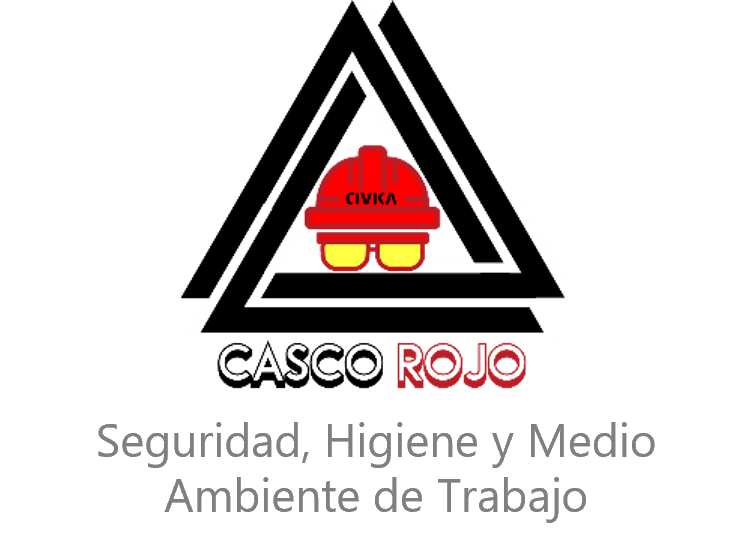 CIVKA
CASCO ROJO
Seguridad, Higiene y Medio
Ambiente de Trabajo